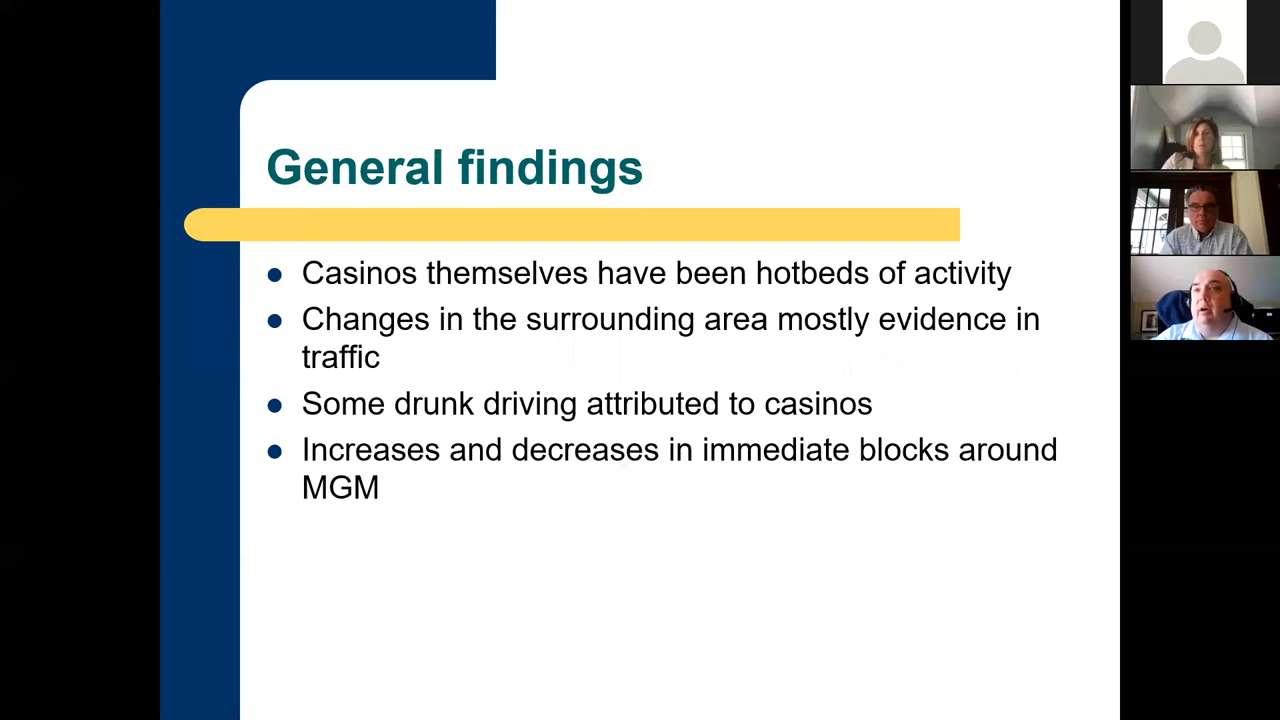 General findings
Casinos themselves have been hotbeds of activity
Changes in the surrounding area mostly evidence in
traffic
Some drunk driving attributed to casinos
Increases and decreases in immediate blocks around
MGM